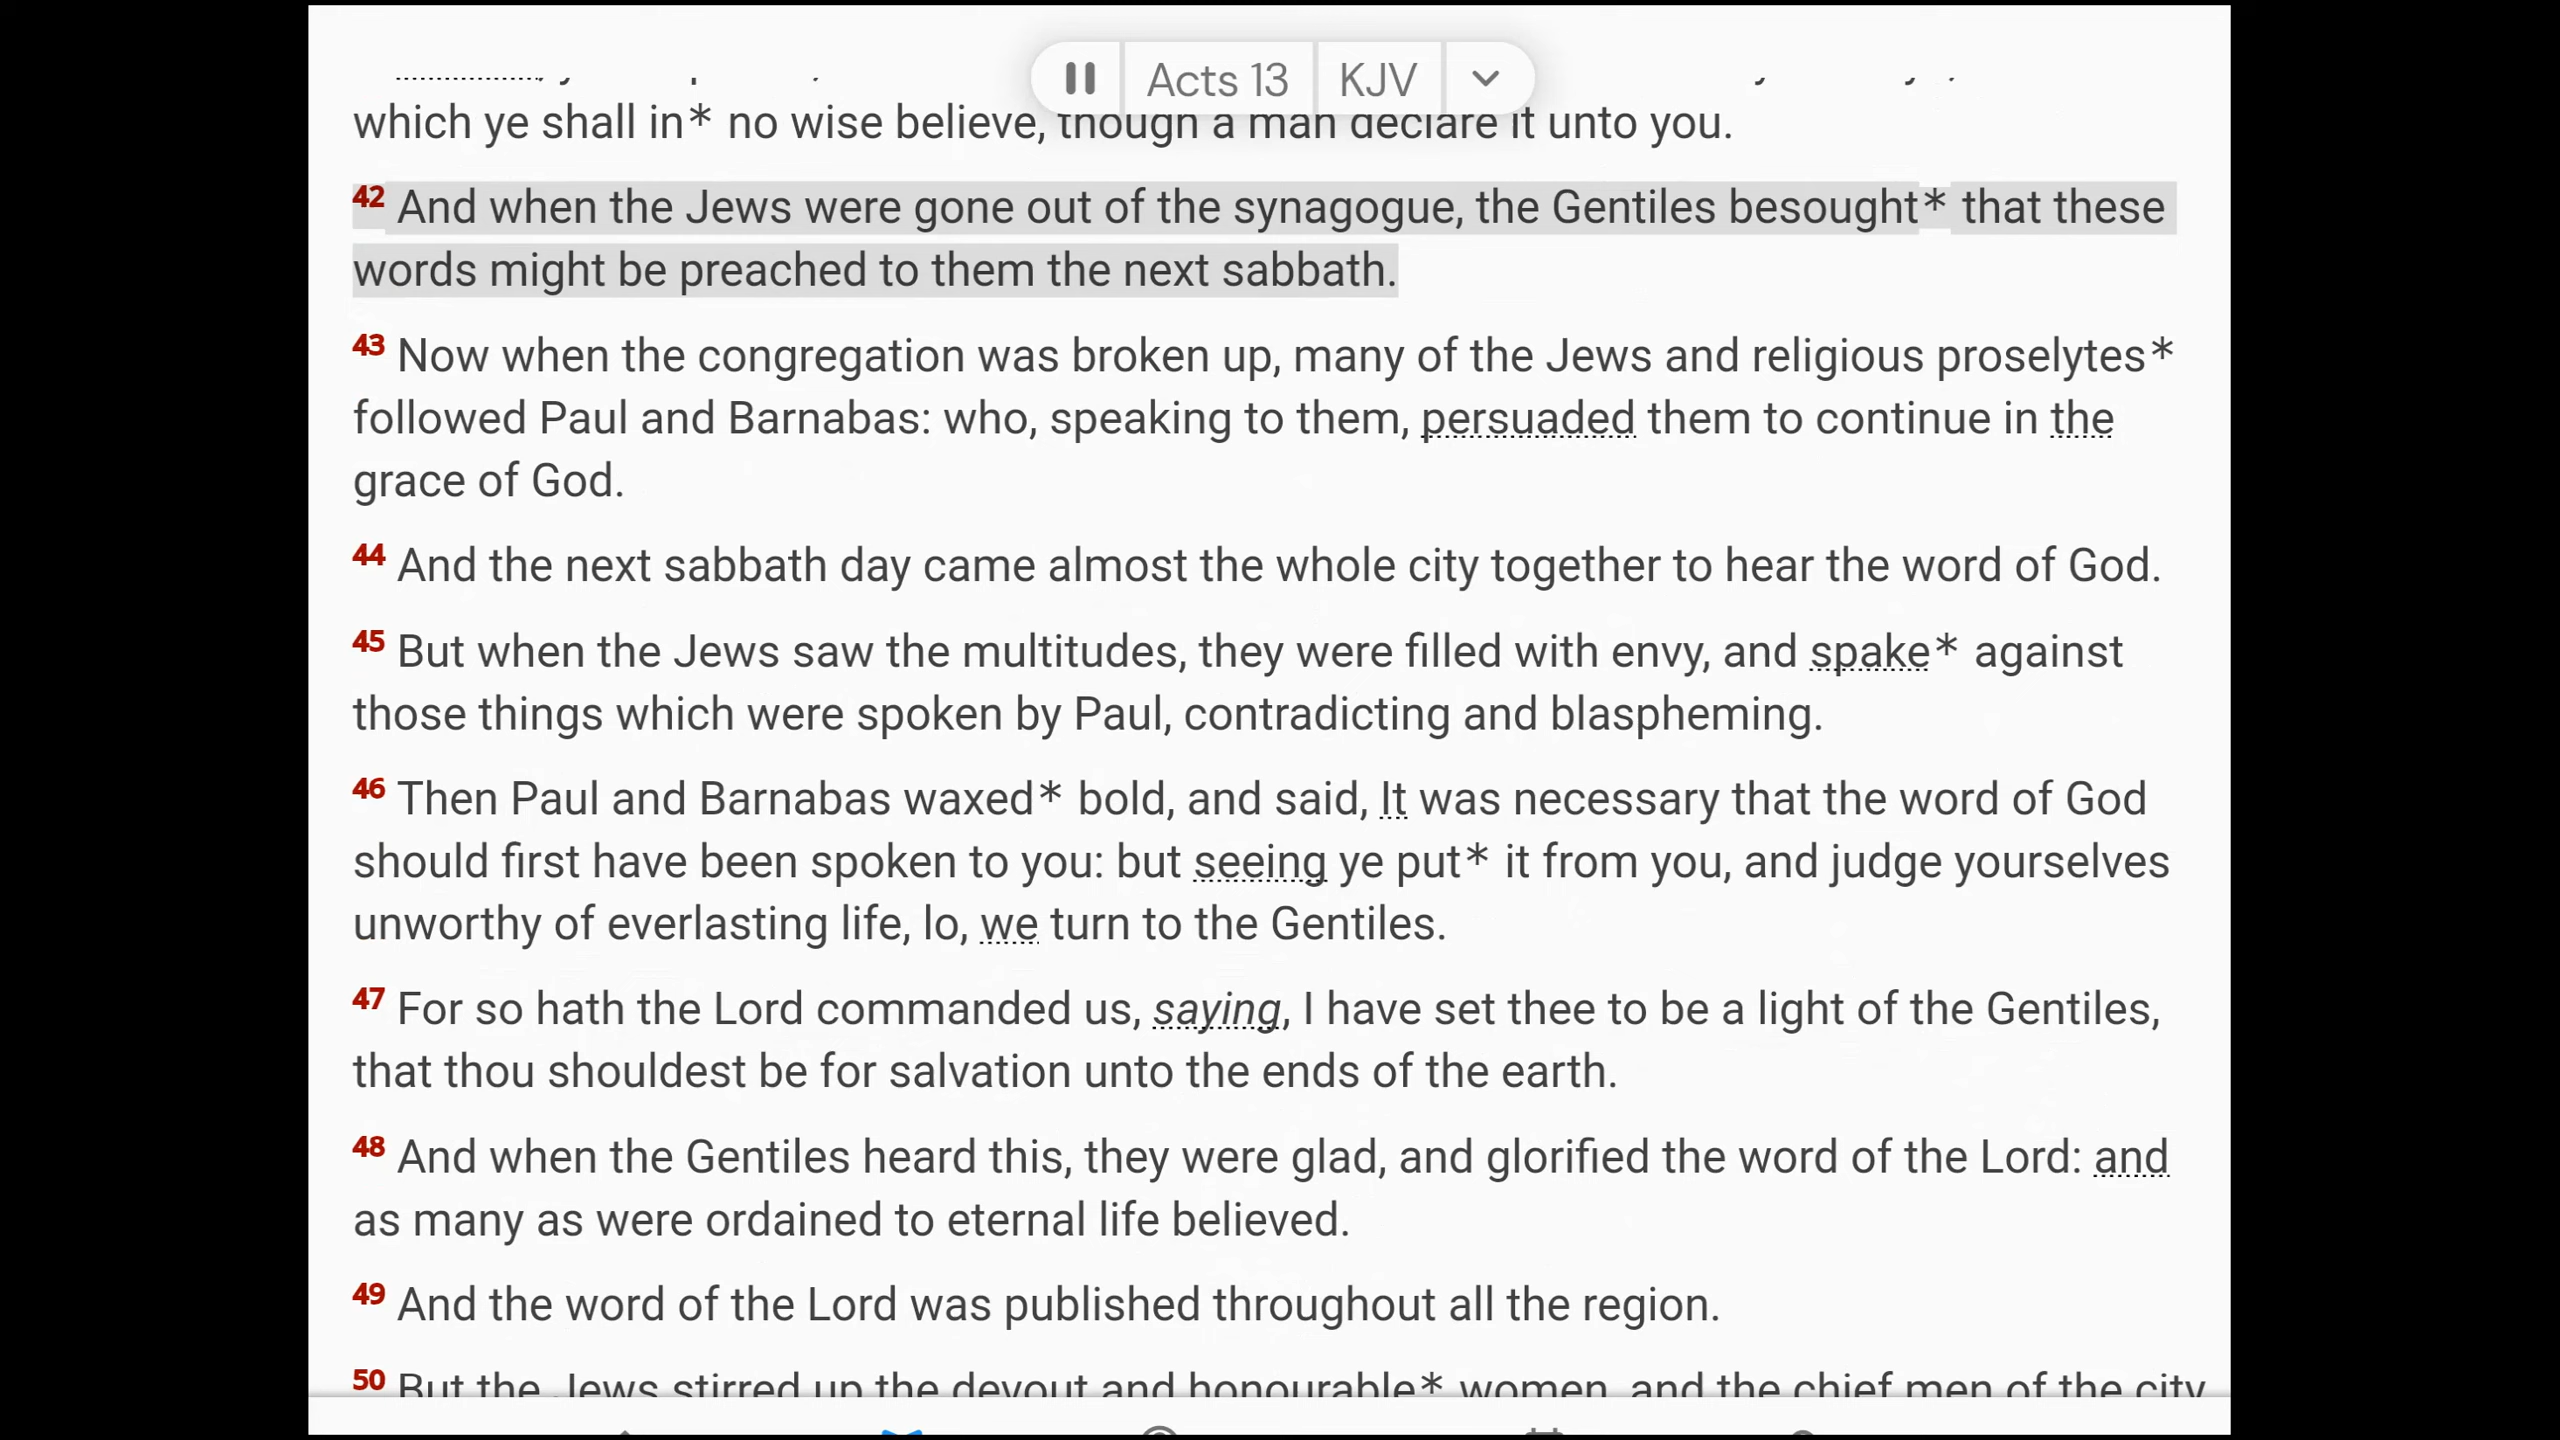 Acts 13 KJV
which ye shall in* no wise believe, though a man declare it unto you.
42 And when the Jews were gone out of the synagogue, the Gentiles besought* that these
words might be preached to them the next sabbath.
43 Now when the congregation was broken up, many of the Jews and religious proselytes*
followed Paul and Barnabas: who, speaking to them, persuaded them to continue in the
grace of God.
44 And the next sabbath day came almost the whole city together to hear the word of God.
45 But when the Jews saw the multitudes, they were filled with envy, and spake* against
those things which were spoken by Paul, contradicting and blaspheming.
46 Then Paul and Barnabas waxed* bold, and said, It was necessary that the word of God
should first have been spoken to you: but seeing ye put* it from you, and judge yourselves
unworthy of everlasting life, lo, we turn to the Gentiles.
47 For so hath the Lord commanded us, saying, I have set thee to be a light of the Gentiles,
that thou shouldest be for salvation unto the ends of the earth.
48 And when the Gentiles heard this, they were glad, and glorified the word of the Lord: and
as many as were ordained to eternal life believed.
49 And the word of the Lord was published throughout all the region.
50 But the Jews stirred up the devout and honourable* women, and the chief men of the city